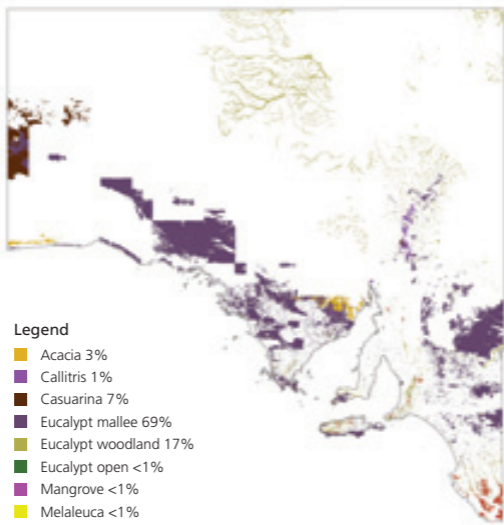 Legend
Acacia 3%
Callitris 1%
Casuarina 7%
Eucalypt mallee 69%
Eucalypt woodland 17%
Eucalypt open <1%
Mangrove <1%
Melaleuca <1%